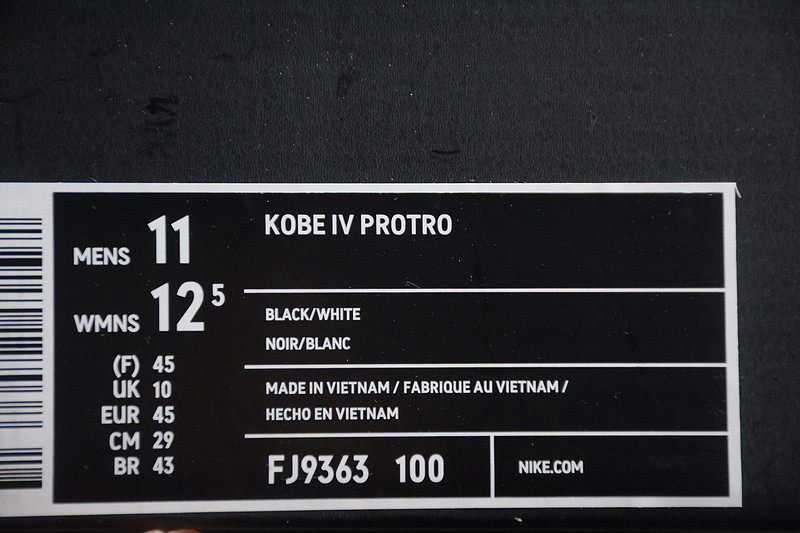 MENS 11
WMNS 12 5
(F) 45
UK 10
EUR 45
CM 29
BR 43
KOBE IV PROTRO
BLACK/WHITE
NOIR/BLANC
MADE IN VIETNAM / FABRIQUE AU VIETNAM /
HECHO EN VIETNAM
FJ9363 100
NIKE.COM